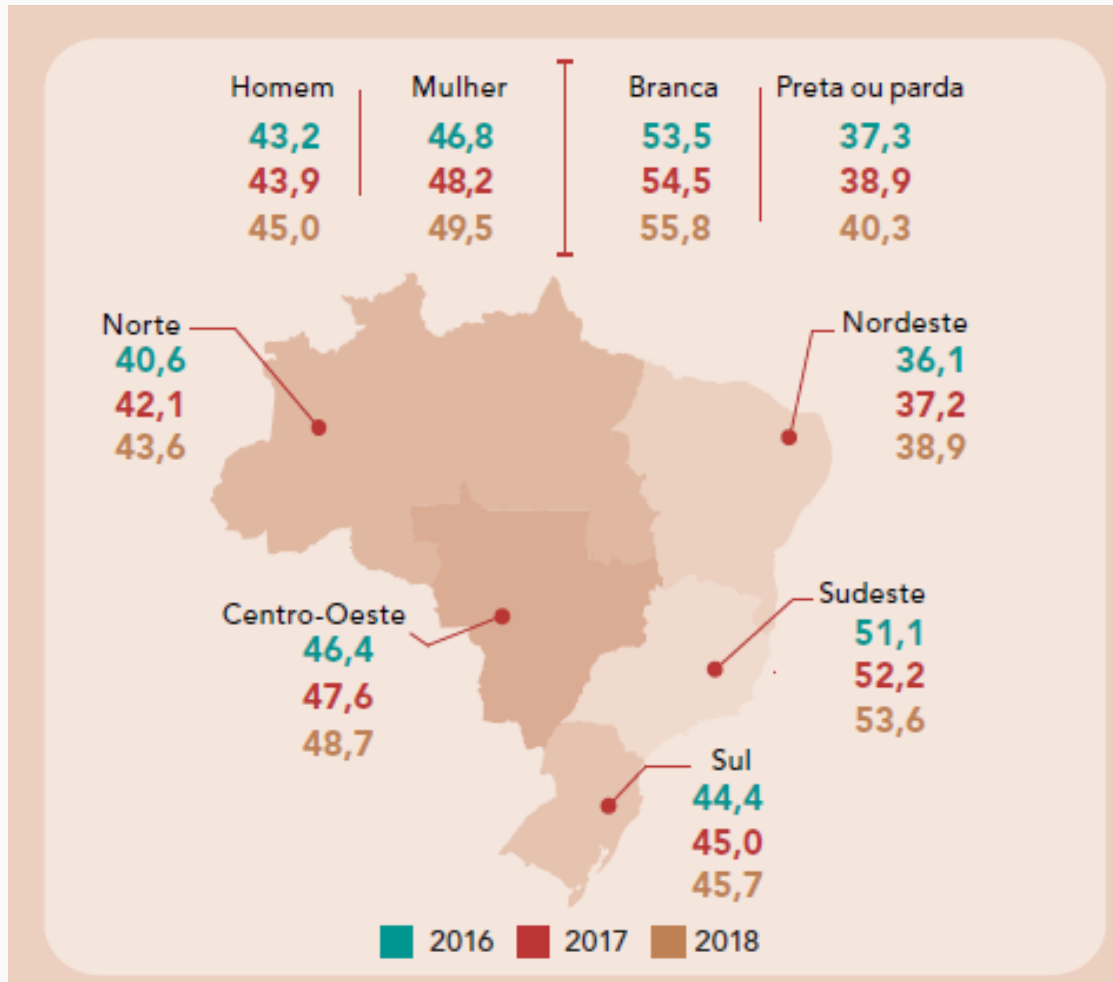 Homem Mulher Branca Preta ou parda
43,2 46,8 53,5 37,3
43,9 48,2 54,5 38,9
45,0 49,5 55,8 40,3
Norte
40,6
42,1
43,6
Nordeste
36,1
37,2
38,9
Centro-Oeste
46,4
47,6
48,7
Sudeste
51,1
52,2
53,6
Sul
44,4
45,0
45,7
2016 2017 2018